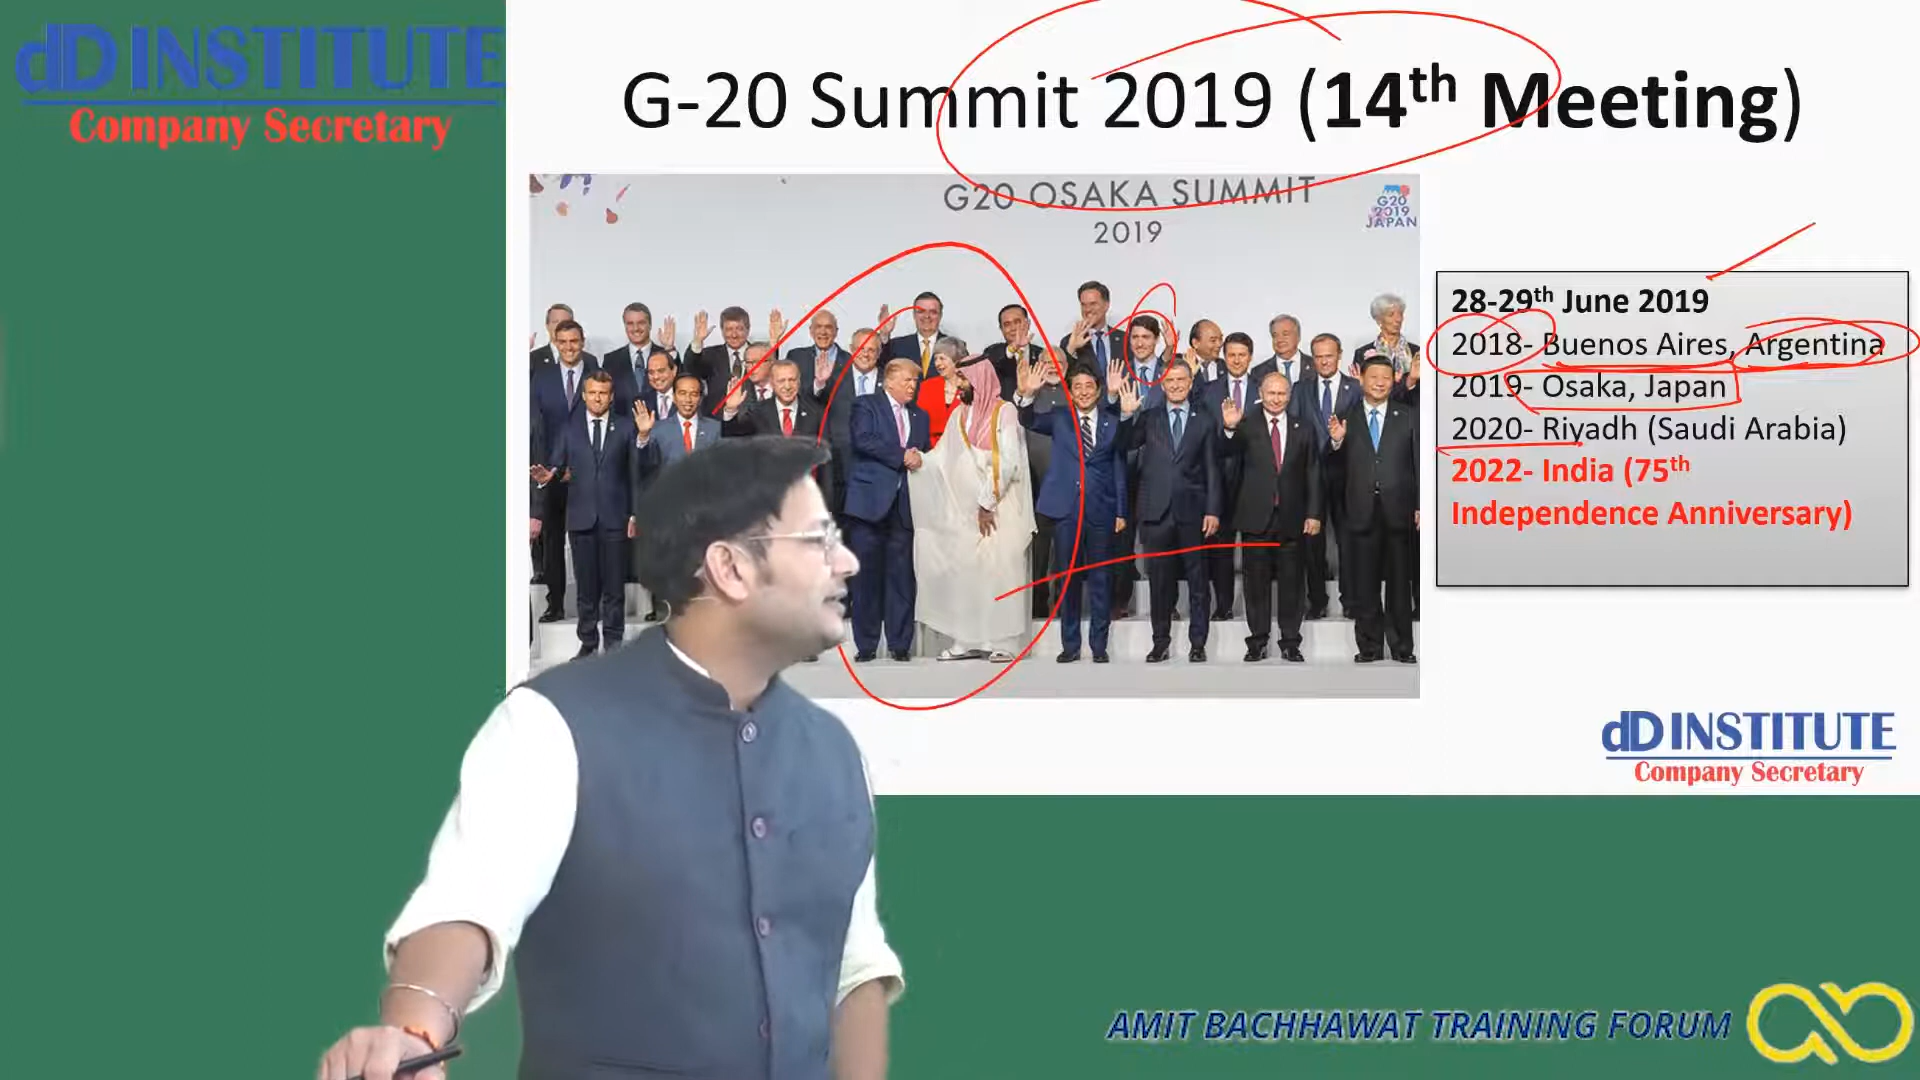 dD INSTITUTE
Company Secretary
G-20 Summit 2019 (14th Meeting)
G20 OSAKA SUMMIT
2019
G20
2019
JAPAN
28-29th June 2019
2018- Buenos Aires, Argentina
2019- Osaka, Japan
2020- Riyadh (Saudi Arabia)
2022- India (75th
Independence Anniversary)
dD INSTITUTE
Company Secretary
AMIT BACHHAWAT TRAINING FORUM